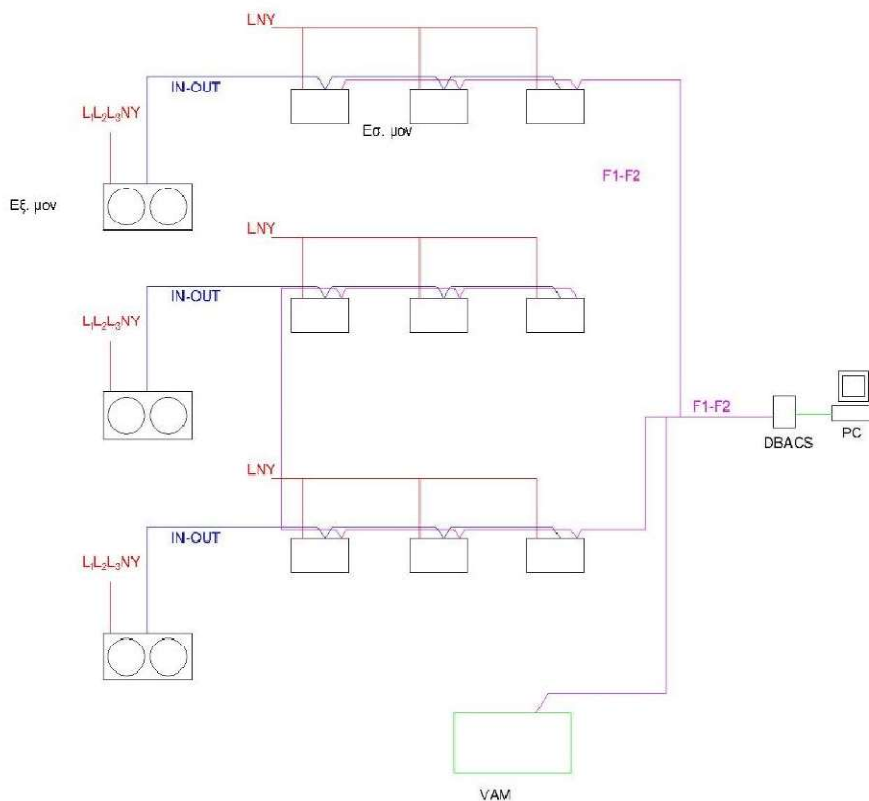 LNY
IN-OUT
L1L2L3NY
Εσ. μον
F1-F2
Εξ. μον
LNY
IN-OUT
L1L2L3NY
F1-F2
DBACS
PC
LNY
IN-OUT
L1L2L3NY
VAM